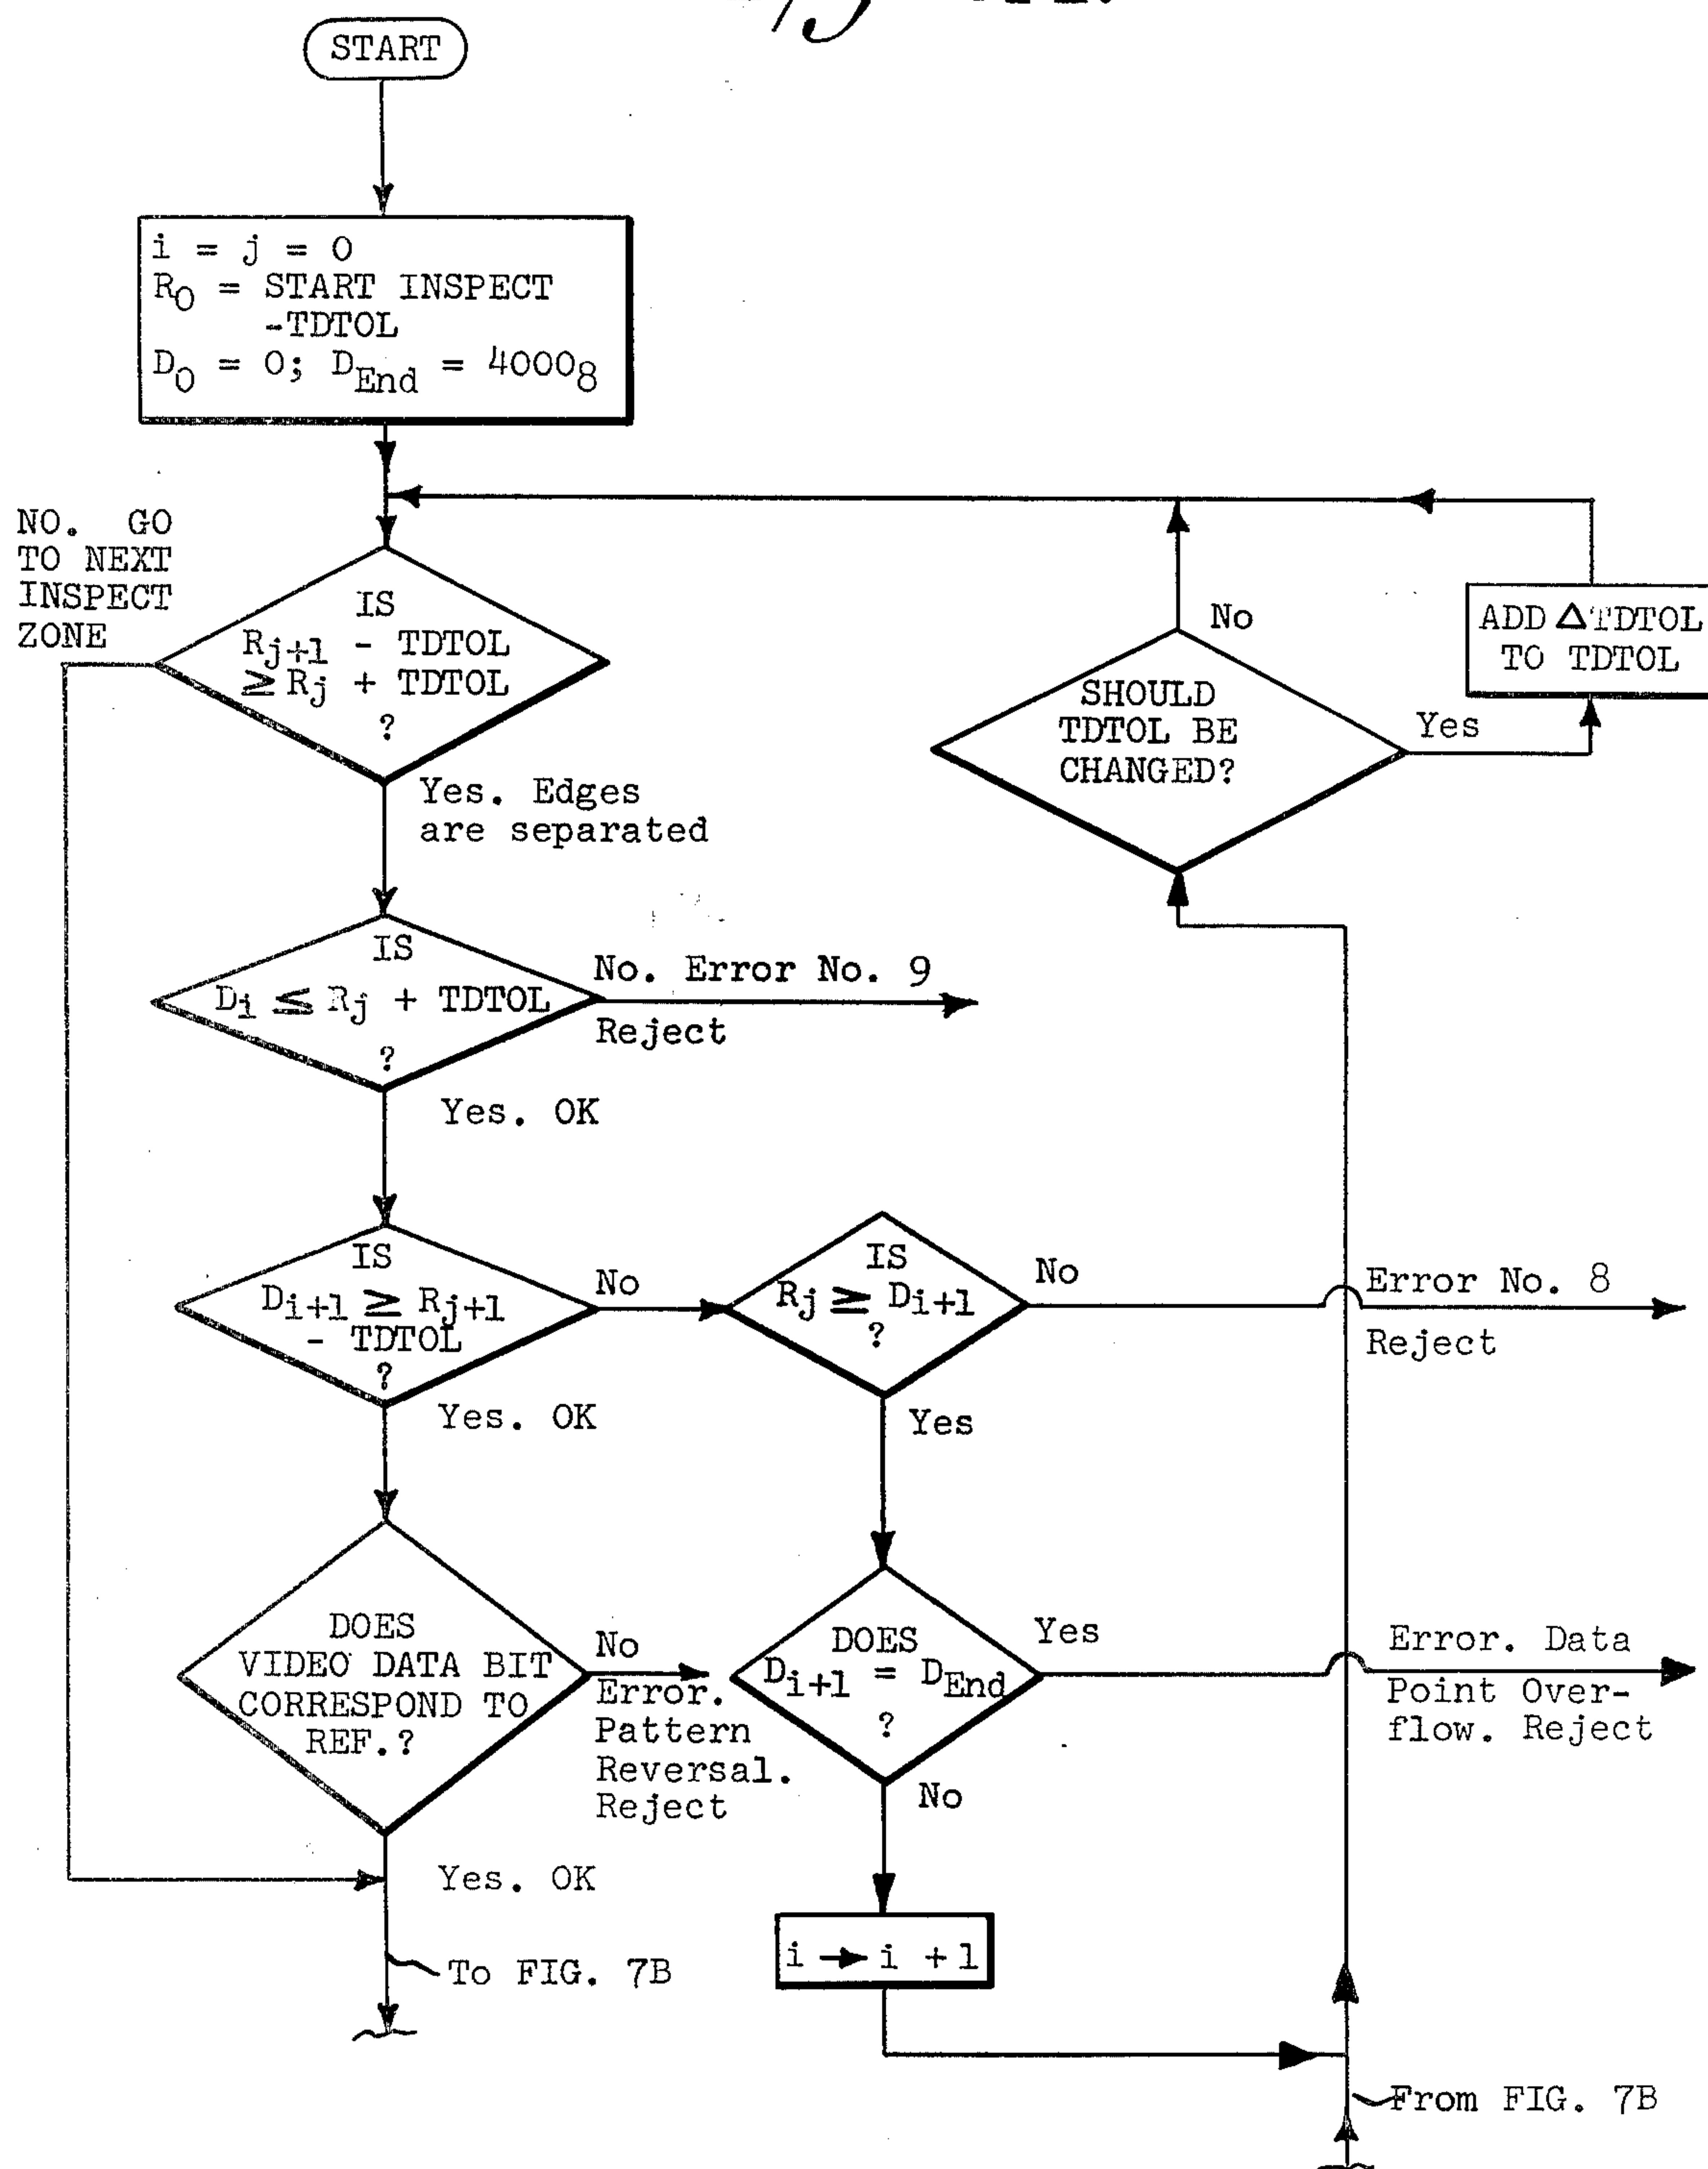 START
i = j = 0
R0 = START INSPECT
-TDTOL
D0 = 0; DEnd = 40008
NO. GO
TO NEXT
INSPECT
ZONE
IS
Rj+1 - TDTOL
≥ Rj + TDTOL
?
Yes. Edges
are separated
No
SHOULD
TDTOL BE
CHANGED?
Yes
ADD ΔTDTOL
TO TDTOL
IS
Di ≤ Rj + TDTOL
?
No. Error No. 9
Reject
Yes. OK
IS
Di+1 ≥ Rj+1
- TDTOL
?
No
Yes. OK
IS
Rj ≥ Di+1
?
No
Error No. 8
Reject
Yes
DOES
VIDEO DATA BIT
CORRESPOND TO
REF.?
No
Error.
Pattern
Reversal.
Reject
Yes. OK
DOES
Di+1 = DEnd
?
Yes
Error. Data
Point Over-
flow. Reject
No
i → i + 1
To FIG. 7B
From FIG. 7B